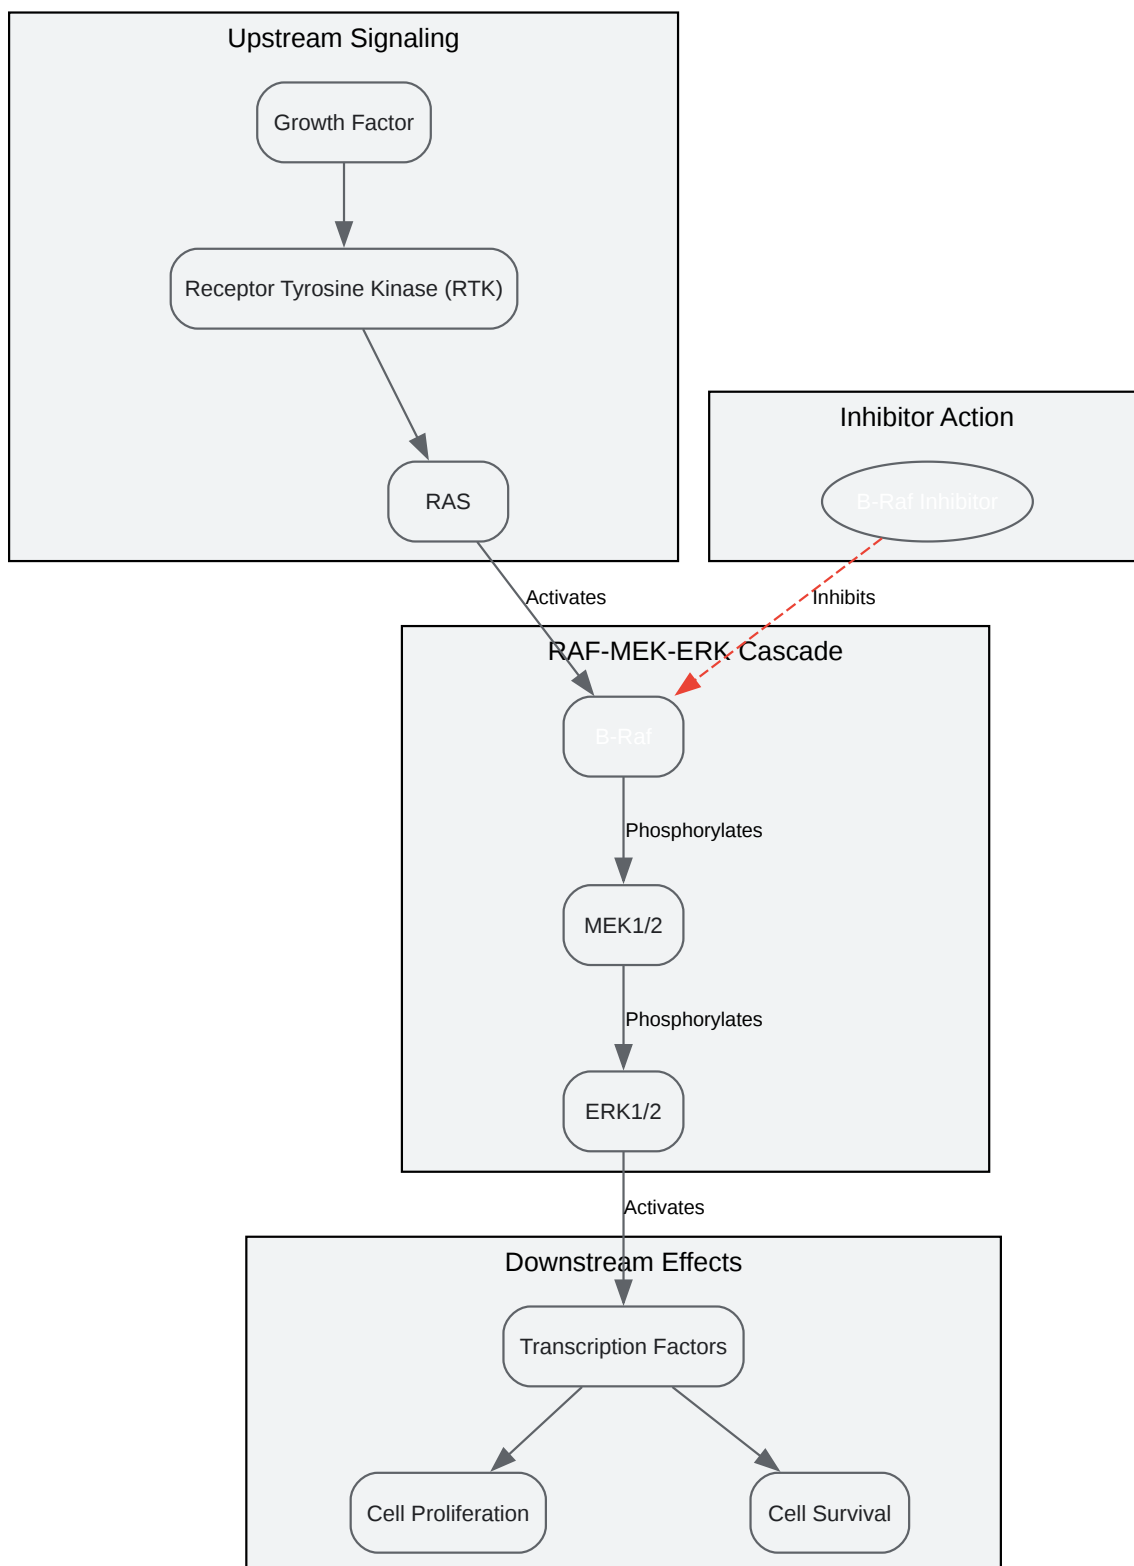 Upstream Signaling
Growth Factor
Receptor Tyrosine Kinase (RTK)
RAS
Inhibitor Action
B-Raf Inhibitor
Activates
Inhibits
RAF-MEK-ERK Cascade
B-Raf
Phosphorylates
MEK1/2
Phosphorylates
ERK1/2
Activates
Downstream Effects
Transcription Factors
Cell Proliferation
Cell Survival